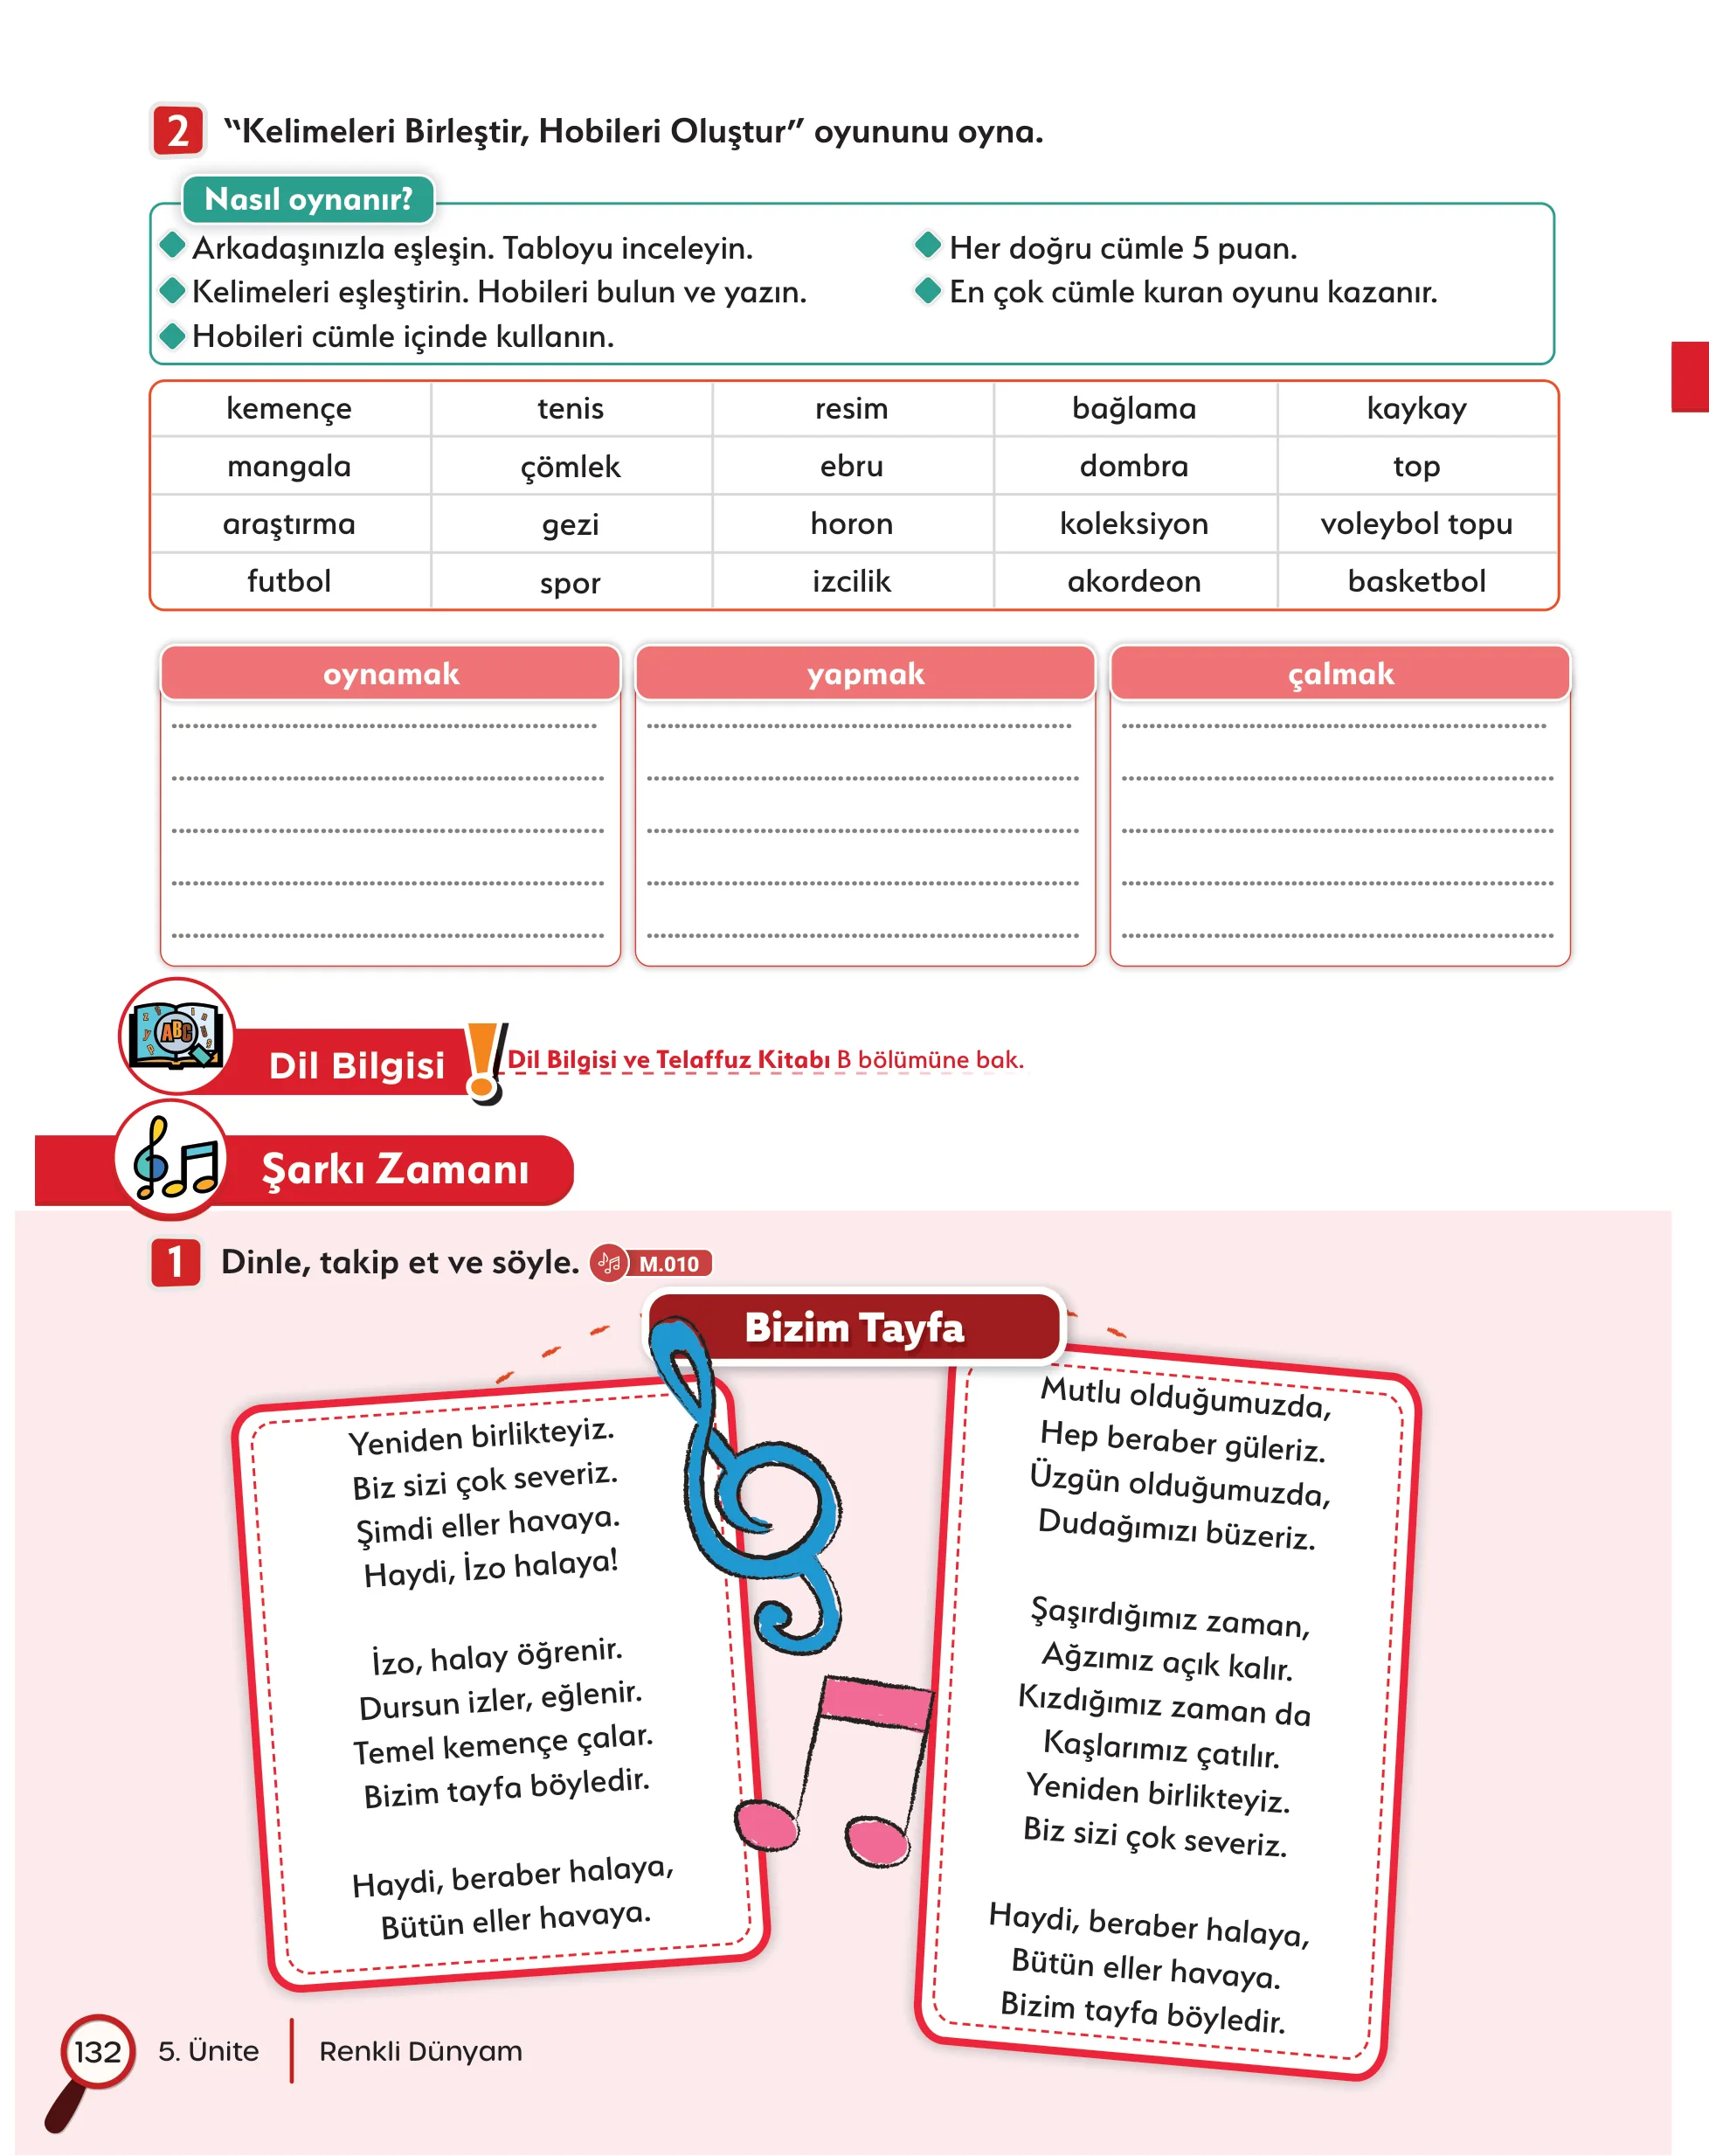 2 “Kelimeleri Birleştir, Hobileri Oluştur” oyununu oyna.
Nasıl oynanır?
Arkadaşınızla eşleşin. Tabloyu inceleyin.
Kelimeleri eşleştirin. Hobileri bulun ve yazın.
Hobileri cümle içinde kullanın.
Her doğru cümle 5 puan.
En çok cümle kuran oyunu kazanır.
kemençe tenis resim bağlama kaykay
mangala çömlek ebru dombra top
araştırma gezi horon koleksiyon voleybol topu
futbol spor izcilik akordeon basketbol
oynamak yapmak çalmak
ABC
Dil Bilgisi
Dil Bilgisi ve Telaffuz Kitabı B bölümüne bak.
Şarkı Zamanı
1 Dinle, takip et ve söyle. M.010
Bizim Tayfa
Yeniden birlikteyiz.
Biz sizi çok severiz.
Şimdi eller havaya.
Haydi, İzo halaya!
İzo, halay öğrenir.
Dursun izler, eğlenir.
Temel kemençe çalar.
Bizim tayfa böyledir.
Haydi, beraber halaya,
Bütün eller havaya.
Mutlu olduğumuzda,
Hep beraber güleriz.
Üzgün olduğumuzda,
Dudağımızı büzeriz.
Şaşırdığımız zaman,
Ağzımız açık kalır.
Kızdığımız zaman da
Kaşlarımız çatılır.
Yeniden birlikteyiz.
Biz sizi çok severiz.
Haydi, beraber halaya,
Bütün eller havaya.
Bizim tayfa böyledir.
132 5. Ünite Renkli Dünyam